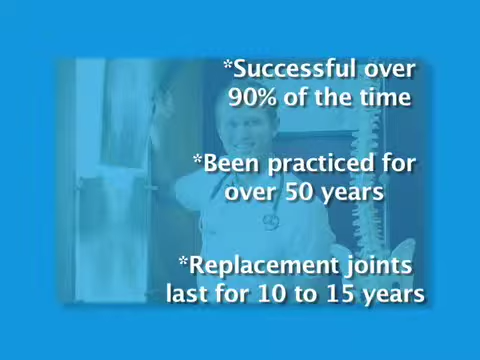 *Successful over
90% of the time
*Been practiced for
over 50 years
*Replacement joints
last for 10 to 15 years